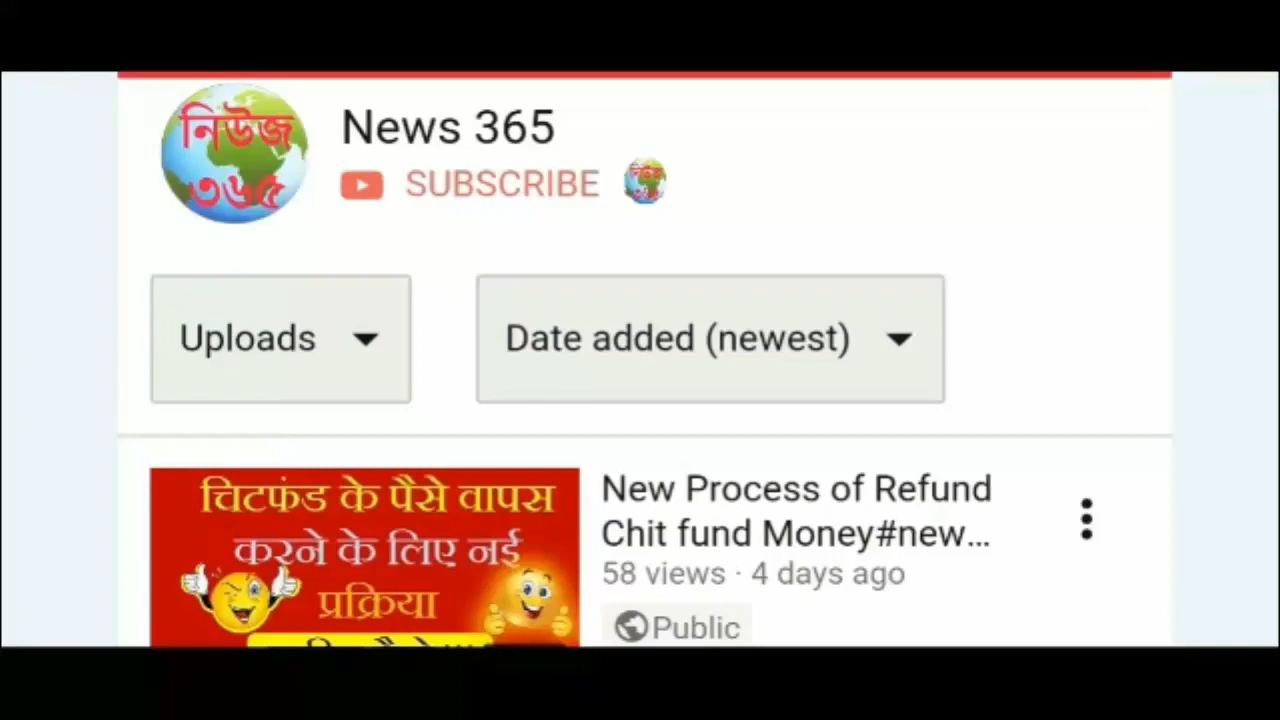 নিউজ
৩৬৫
News 365
SUBSCRIBE
Uploads
Date added (newest)
चिटफंड के पैसे वापस
करने के लिए नई
प्रक्रिया
New Process of Refund
Chit fund Money#new...
58 views · 4 days ago
Public